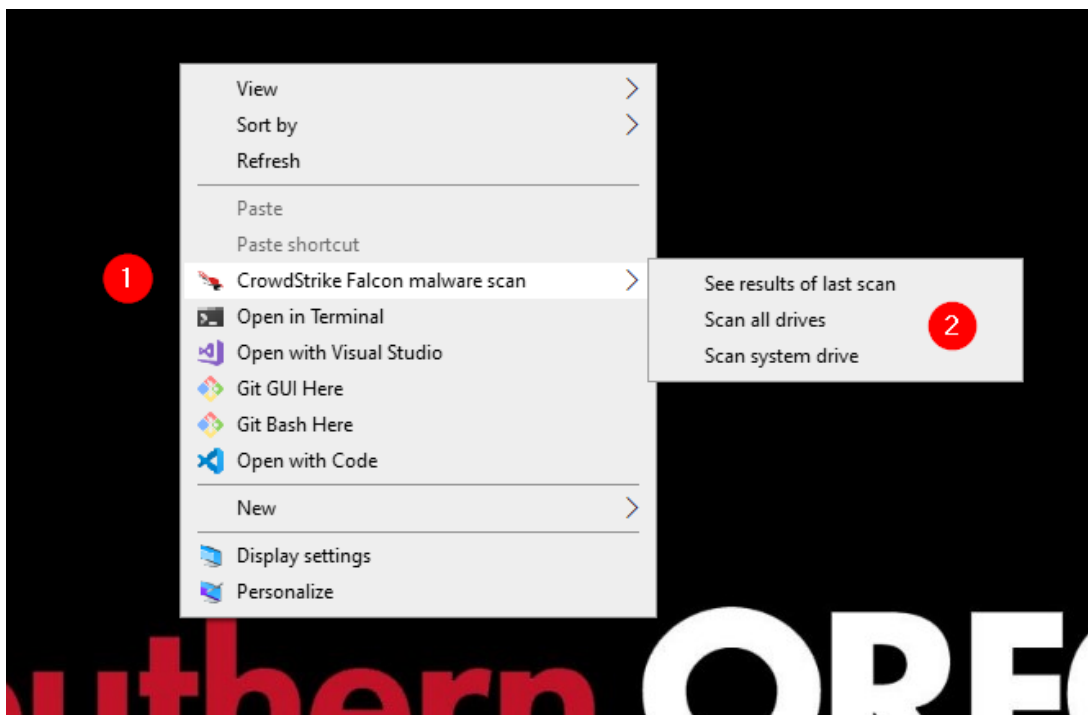 View
Sort by
Refresh
Paste
Paste shortcut
1
CrowdStrike Falcon malware scan
See results of last scan
Scan all drives
2
Scan system drive
Open in Terminal
Open with Visual Studio
Git GUI Here
Git Bash Here
Open with Code
New
Display settings
Personalize
outhern OREG